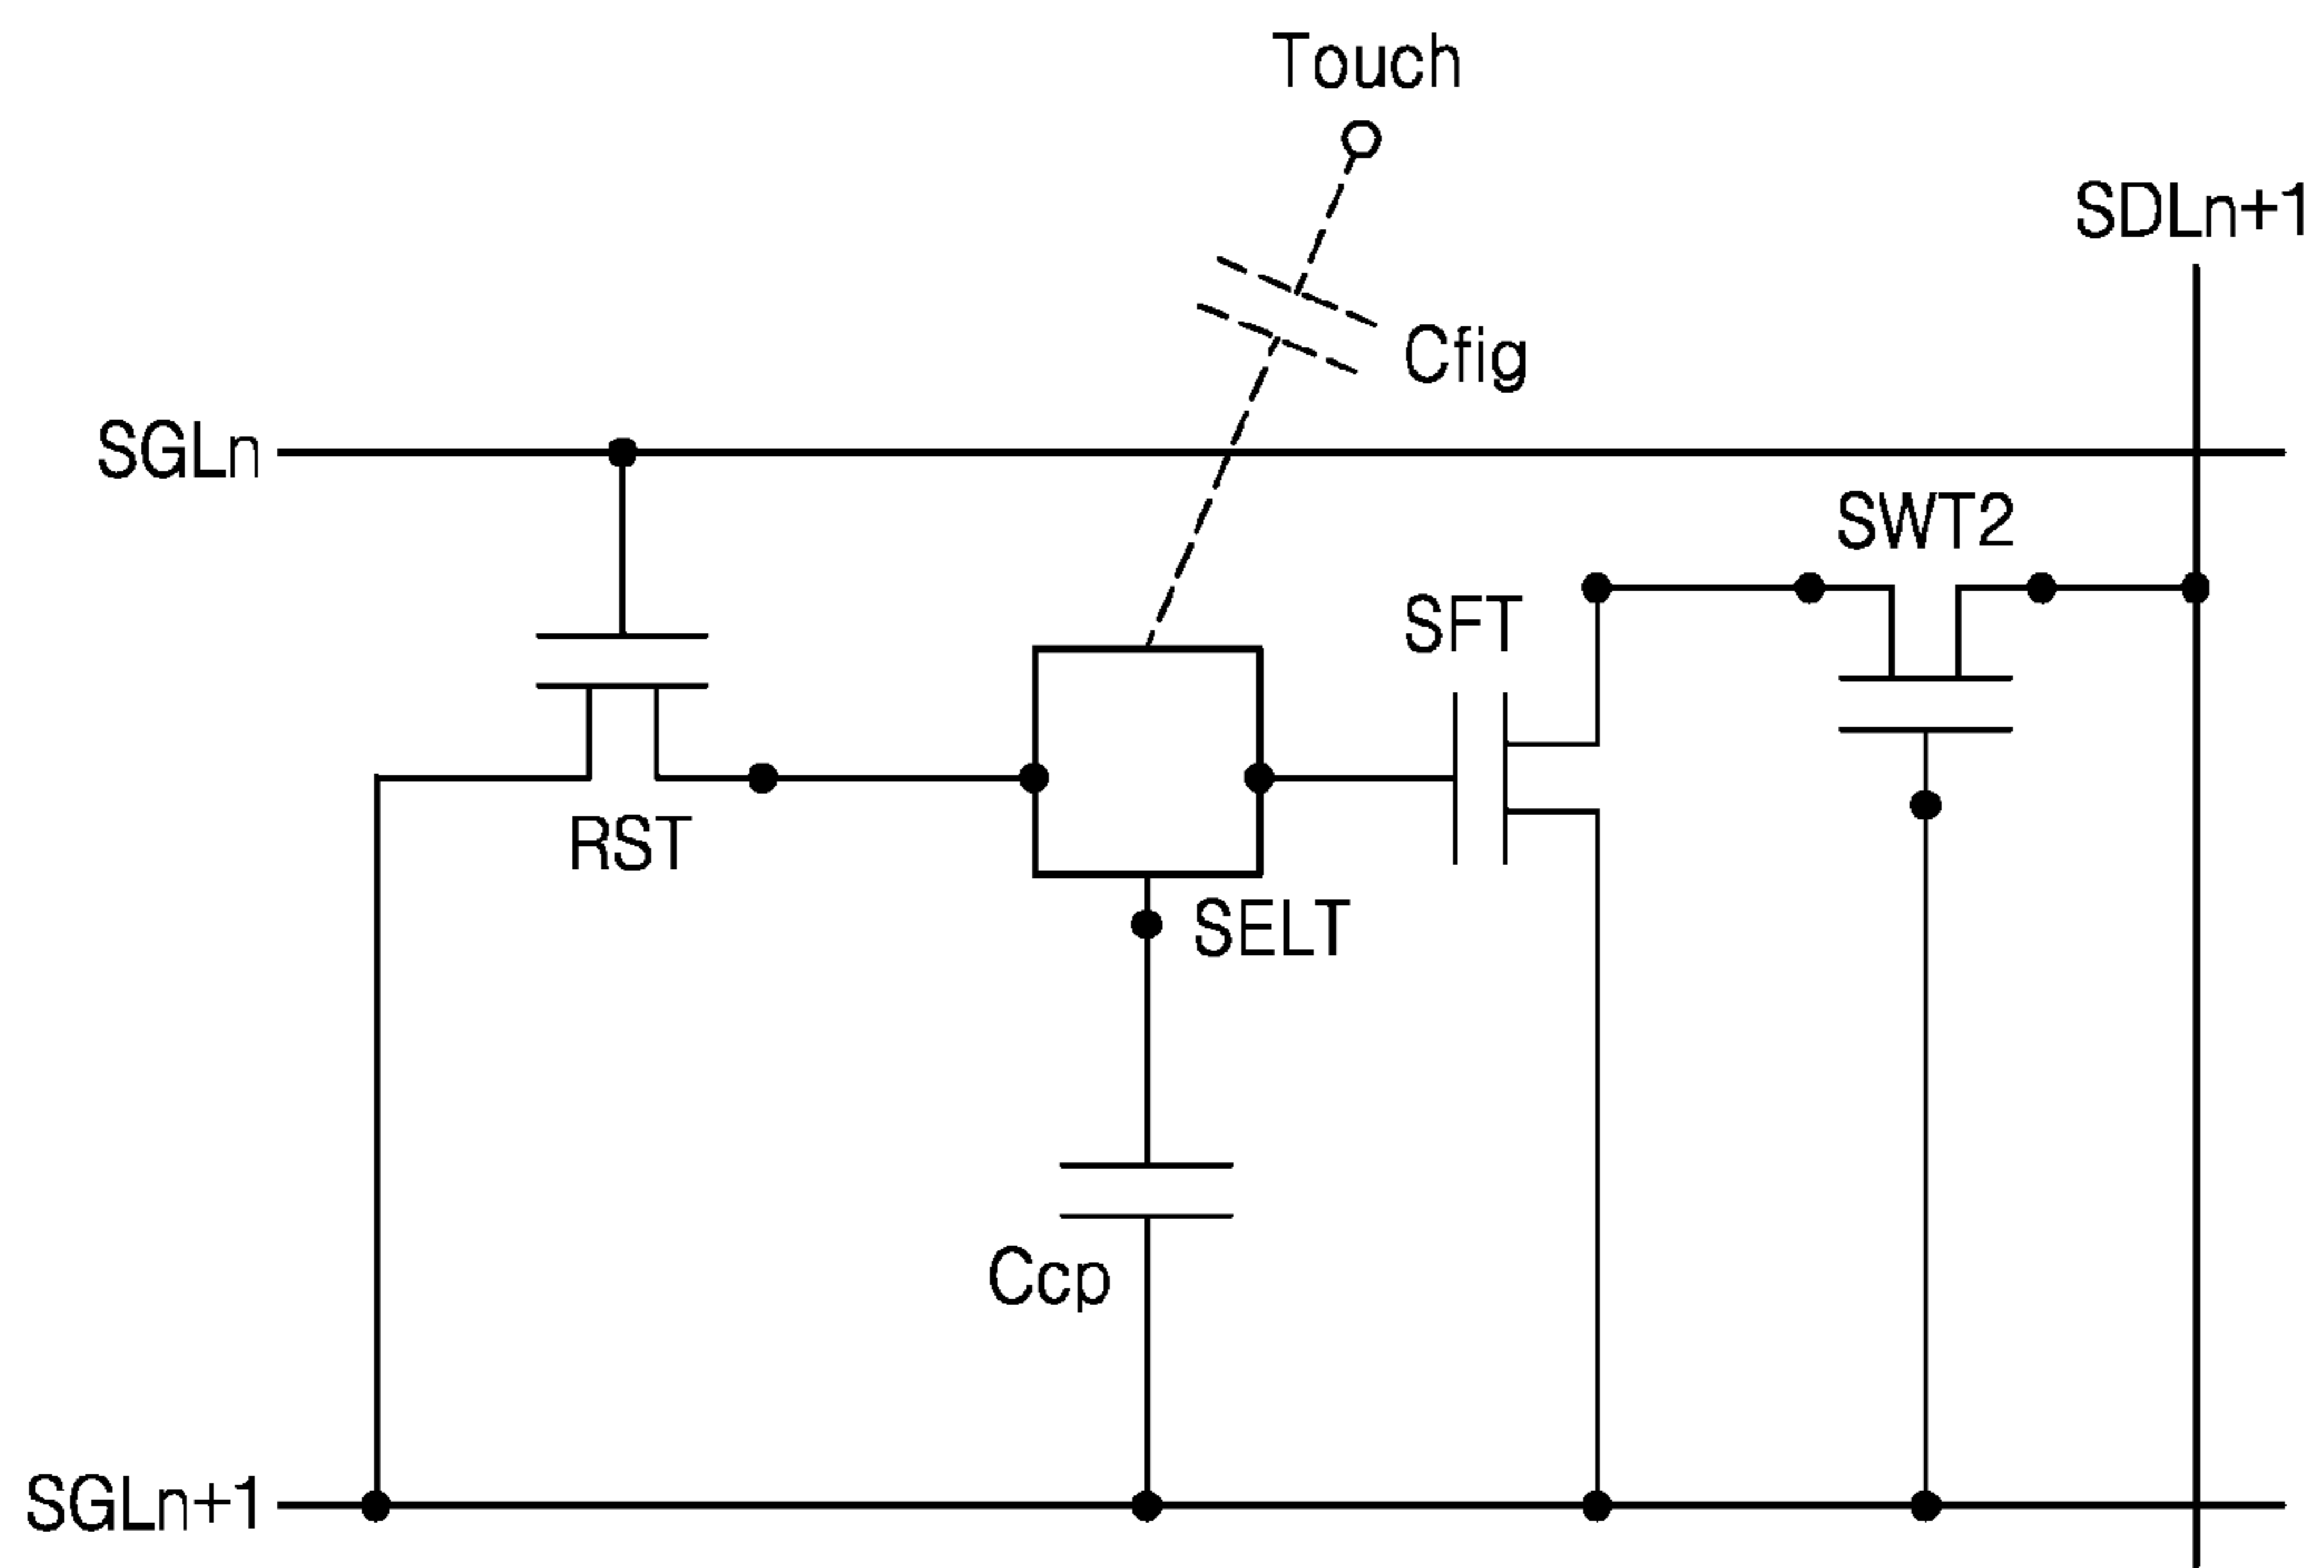 Touch
SDLn+1
Cfig
SGLn
SWT2
SFT
RST
SELT
Ccp
SGLn+1